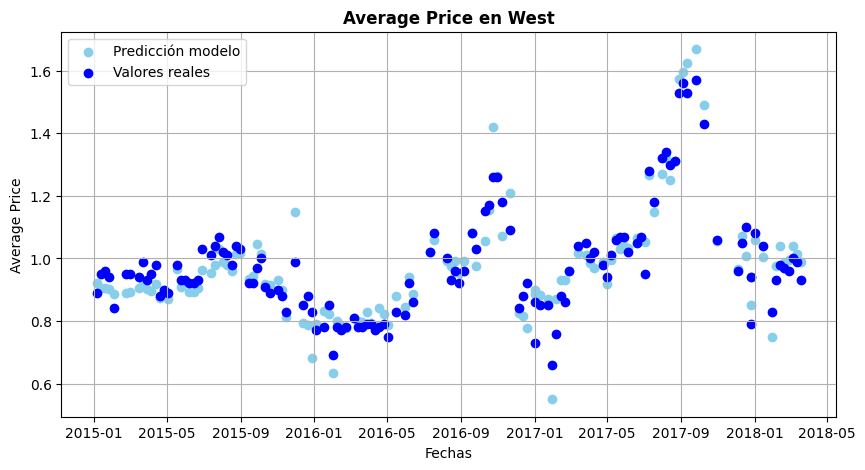 Average Price en West
Predicción modelo
Valores reales
Average Price
1.6
1.4
1.2
1.0
0.8
0.6
2015-01 2015-05 2015-09 2016-01 2016-05 2016-09 2017-01 2017-05 2017-09 2018-01 2018-05
Fechas